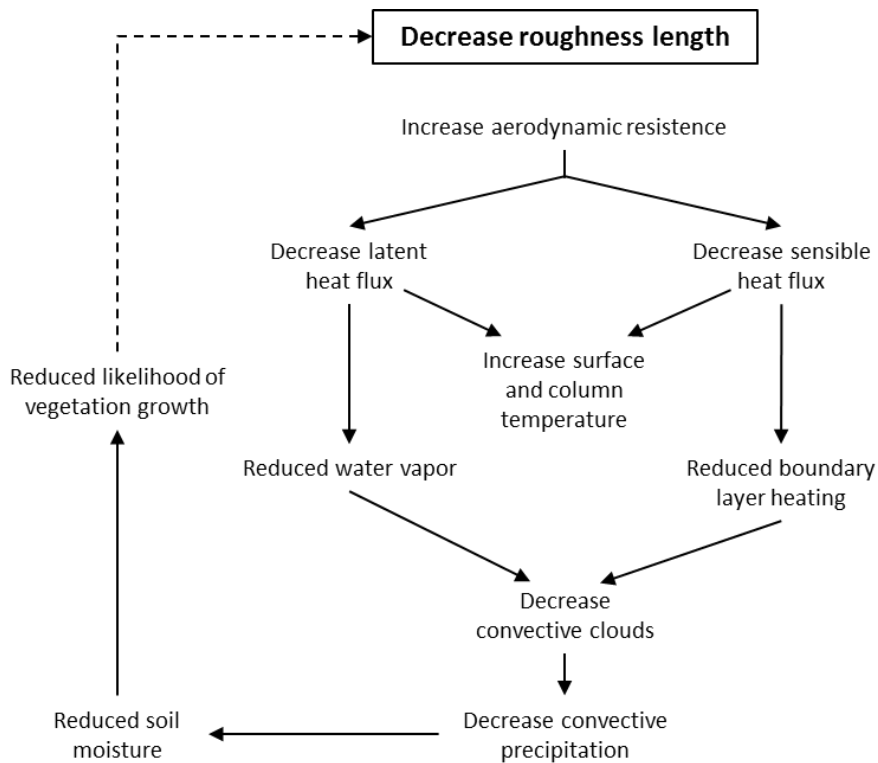 Decrease roughness length
Increase aerodynamic resistence
Decrease latent
heat flux
Decrease sensible
heat flux
Increase surface
and column
temperature
Reduced likelihood of
vegetation growth
Reduced water vapor
Reduced boundary
layer heating
Decrease
convective clouds
Reduced soil
moisture
Decrease convective
precipitation